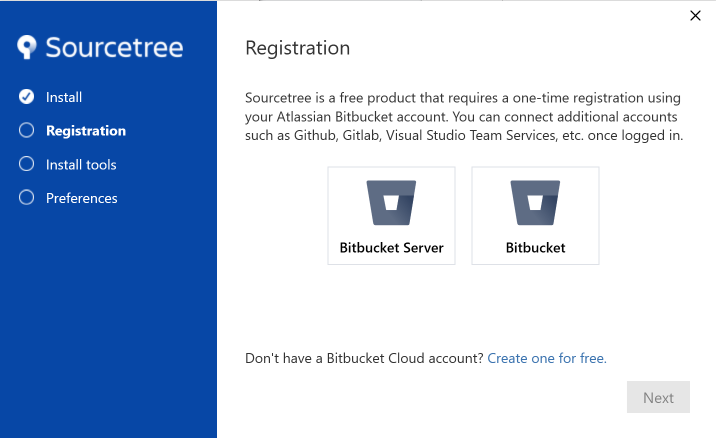 Sourcetree
Install
Registration
Install tools
Preferences
Registration
Sourcetree is a free product that requires a one-time registration using
your Atlassian Bitbucket account. You can connect additional accounts
such as Github, Gitlab, Visual Studio Team Services, etc. once logged in.
Bitbucket Server
Bitbucket
Don't have a Bitbucket Cloud account? Create one for free.
Next